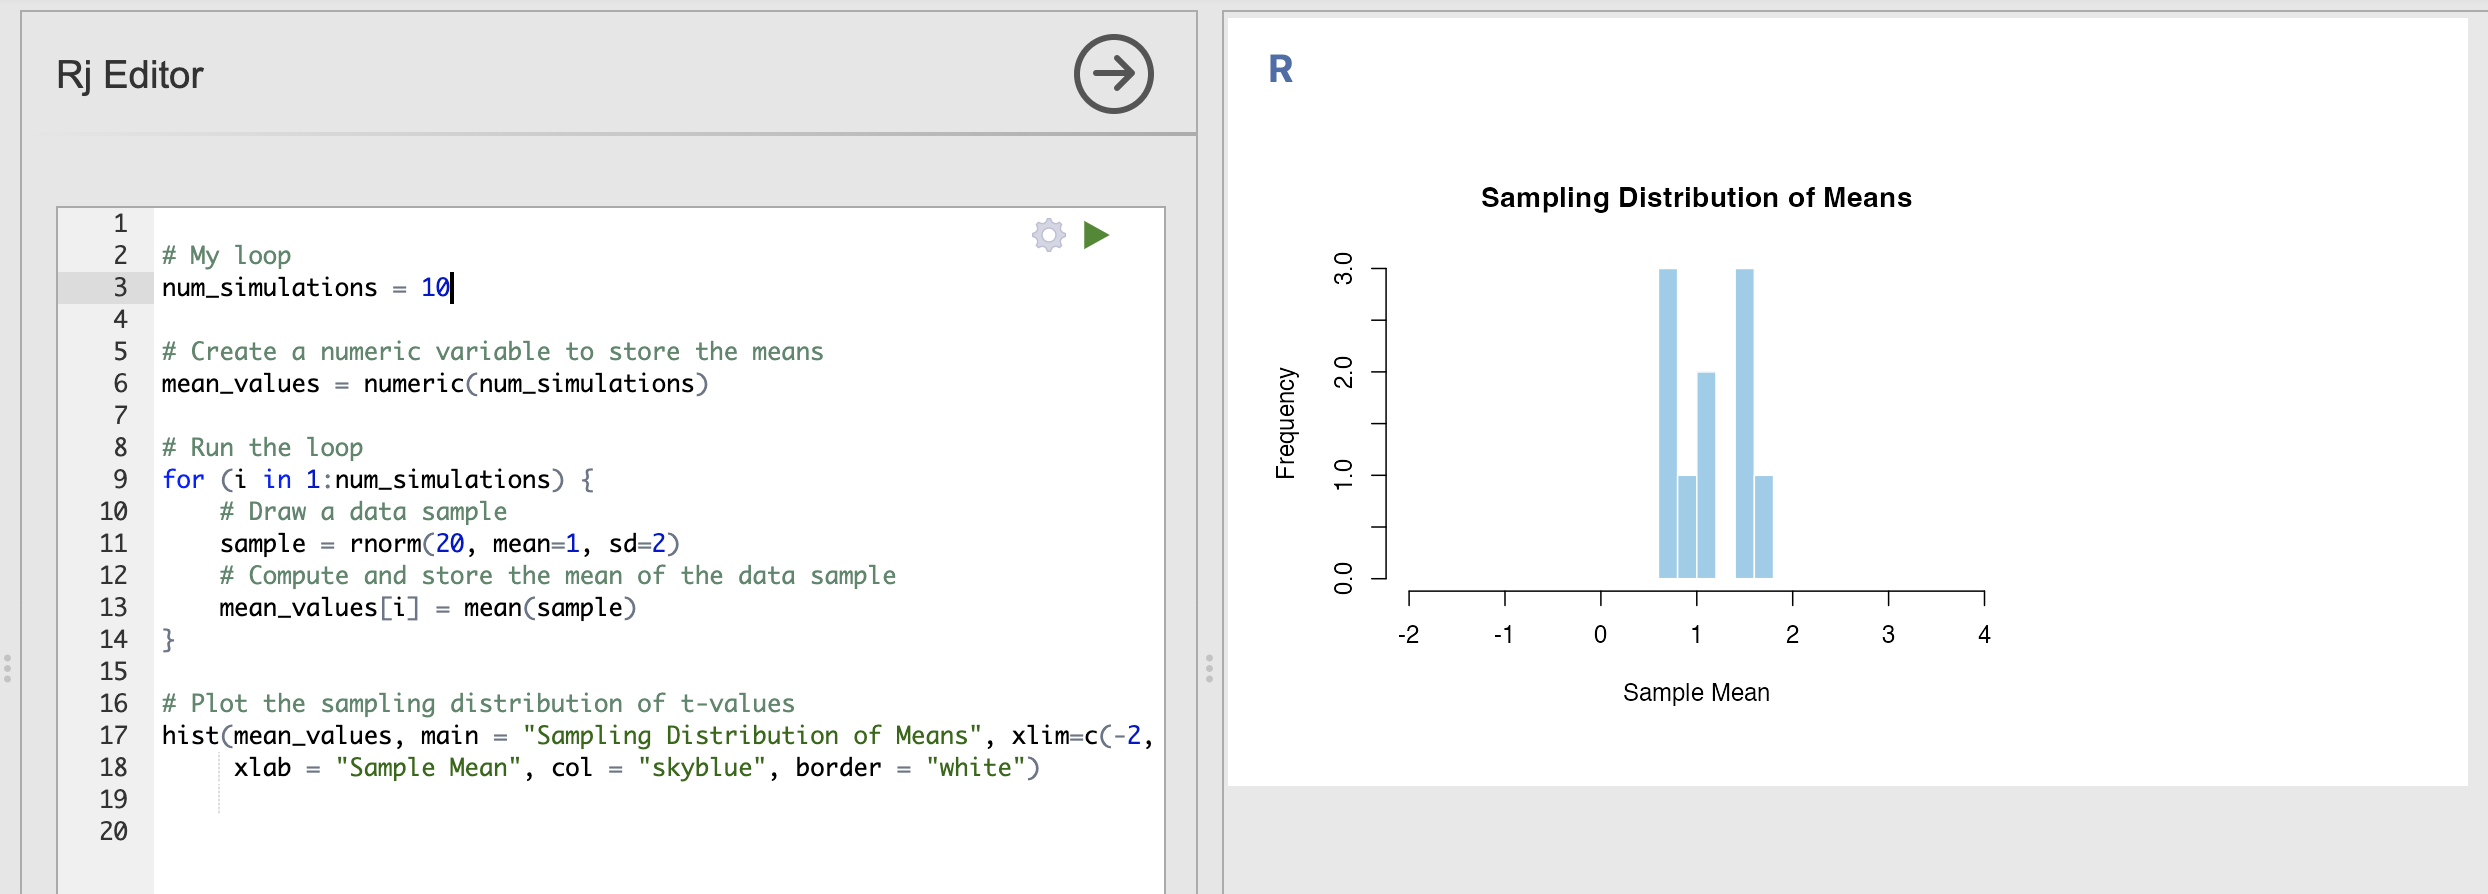 Rj Editor
1
2 # My loop
3 num_simulations = 10
4
5 # Create a numeric variable to store the means
6 mean_values = numeric(num_simulations)
7
8 # Run the loop
9 for (i in 1:num_simulations) {
10 # Draw a data sample
11 sample = rnorm(20, mean=1, sd=2)
12 # Compute and store the mean of the data sample
13 mean_values[i] = mean(sample)
14 }
15
16 # Plot the sampling distribution of t-values
17 hist(mean_values, main = "Sampling Distribution of Means", xlim=c(-2,
18 xlab = "Sample Mean", col = "skyblue", border = "white")
19
20
R
Sampling Distribution of Means
Frequency
3.0
2.0
1.0
0.0
-2 -1 0 1 2 3 4
Sample Mean